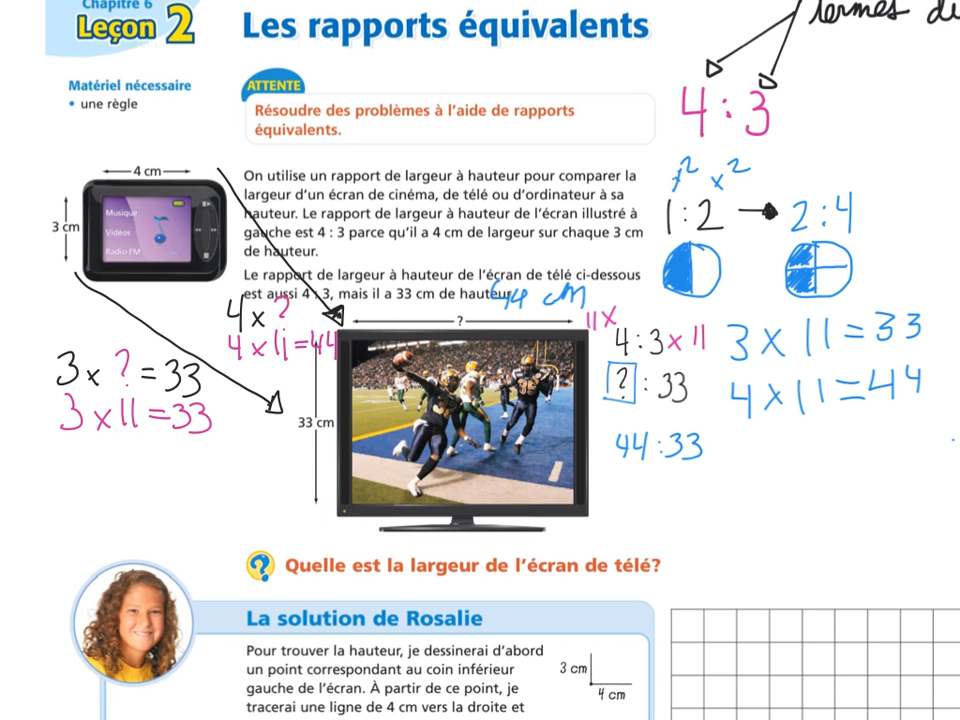 Chapitre 6
Leçon 2
Les rapports équivalents
termes du
Matériel nécessaire
• une règle
ATTENTE
Résoudre des problèmes à l'aide de rapports
équivalents.
4 : 3
4 cm
3 cm
Musique
Vidéos
Radio FM
On utilise un rapport de largeur à hauteur pour comparer la
largeur d'un écran de cinéma, de télé ou d'ordinateur à sa
hauteur. Le rapport de largeur à hauteur de l'écran illustré à
gauche est 4 : 3 parce qu'il a 4 cm de largeur sur chaque 3 cm
de hauteur.
Le rapport de largeur à hauteur de l'écran de télé ci-dessous
est aussi 4 : 3, mais il a 33 cm de hauteur.
x2 x2
1 : 2 → 2 : 4
44 cm
?
33 cm
4 x ?
4 x 11 = 44
3 x ? = 33
3 x 11 = 33
11 x
4 : 3 x 11
? : 33
44 : 33
3 x 11 = 33
4 x 11 = 44
? Quelle est la largeur de l'écran de télé?
La solution de Rosalie
Pour trouver la hauteur, je dessinerai d'abord
un point correspondant au coin inférieur
gauche de l'écran. À partir de ce point, je
tracerai une ligne de 4 cm vers la droite et
3 cm
4 cm